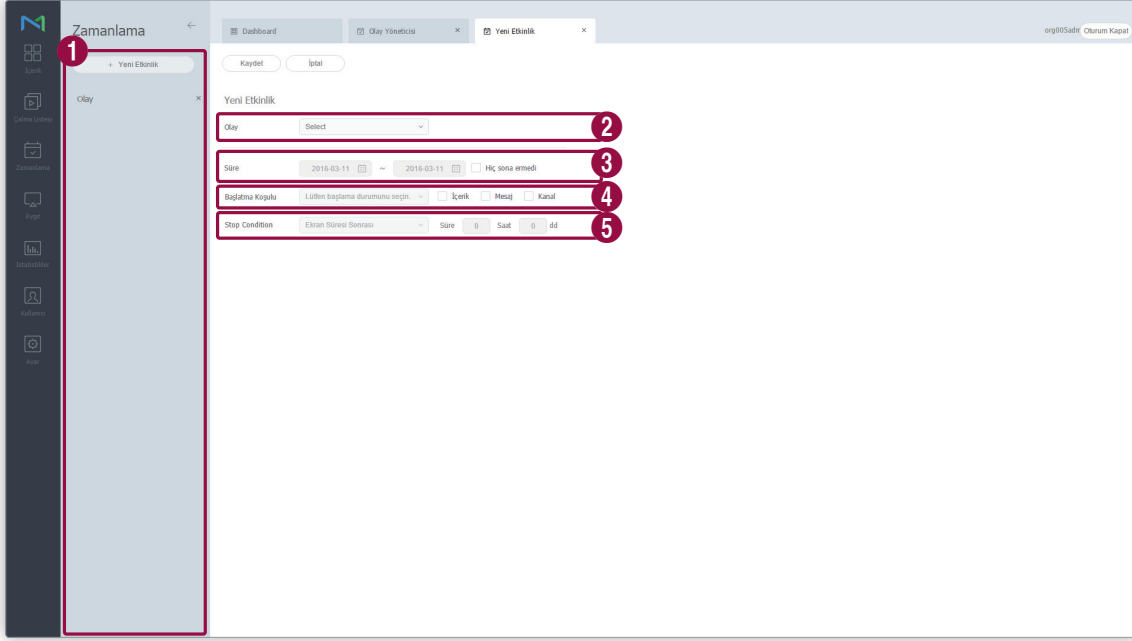 Zamanlama
Dashboard
Olay Yöneticisi
Yeni Etkinlik
org005adm
Oturum Kapat
İçerik
Çalma Listesi
Zamanlama
Aygıt
İstatistikler
Kullanıcı
Ayar
1
+ Yeni Etkinlik
Olay
Kaydet
İptal
Yeni Etkinlik
Olay Select 2
Süre 2016-03-11 ~ 2016-03-11 Hiç sona ermedi 3
Başlatma Koşulu Lütfen başlama durumunu seçin. İçerik Mesaj Kanal 4
Stop Condition Ekran Süresi Sonrası Süre 0 Saat 0 dd 5